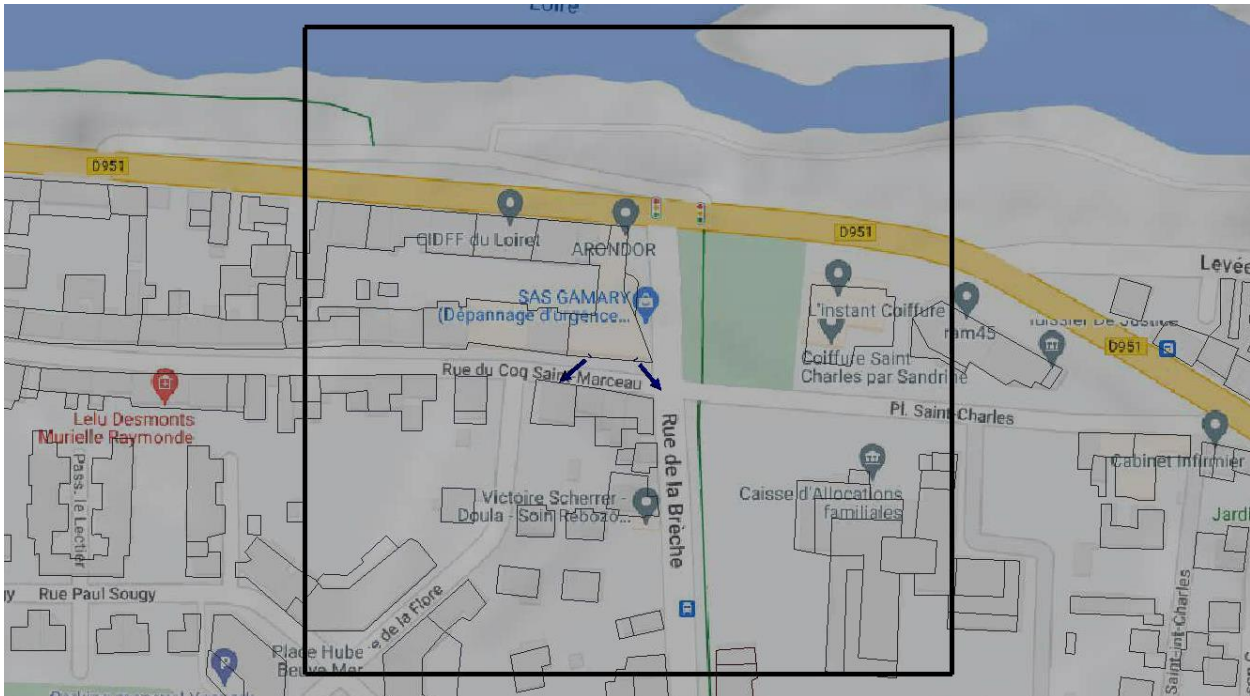 Loire
D951
CIDFF du Loiret
ARONDOR
D951
Levée
SAS GAMARY
(Dépannage d'urgence...
L'instant Coiffure
ram45
Huissier De Justice
D951
Rue du Coq Saint-Marceau
Coiffure Saint
Charles par Sandrine
Lelu Desmonts
Murielle Raymonde
Pl. Saint-Charles
Rue de la Brèche
Cabinet Infirmier
Pass. le Lectier
Victoire Scherrer -
Doula - Soin Rebozo...
Caisse d'Allocations
familiales
Jardi
gy
Rue Paul Sougy
e de la Flore
Place Hube
Beuve Mer
P